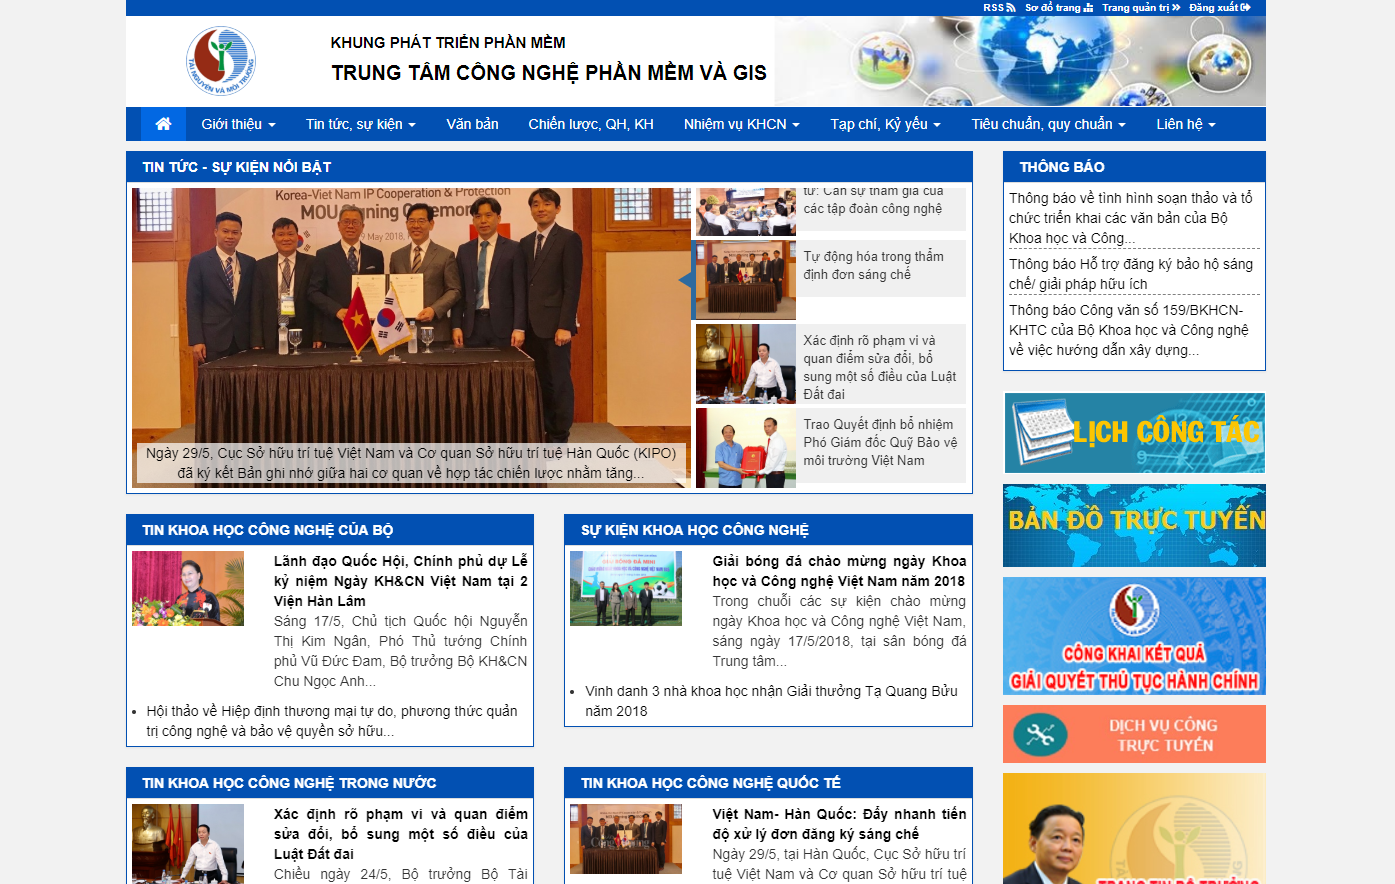 RSS Sơ đồ trang Trang quản trị Đăng xuất
TÀI NGUYÊN VÀ MÔI TRƯỜNG
KHUNG PHÁT TRIỂN PHẦN MỀM
TRUNG TÂM CÔNG NGHỆ PHẦN MỀM VÀ GIS
Giới thiệu Tin tức, sự kiện Văn bản Chiến lược, QH, KH Nhiệm vụ KHCN Tạp chí, Kỷ yếu Tiêu chuẩn, quy chuẩn Liên hệ
TIN TỨC - SỰ KIỆN NỔI BẬT
Korea-Viet Nam IP Cooperation & Protection
MOU Signing Ceremony
May 2018,
Ngày 29/5, Cục Sở hữu trí tuệ Việt Nam và Cơ quan Sở hữu trí tuệ Hàn Quốc (KIPO)
đã ký kết Bản ghi nhớ giữa hai cơ quan về hợp tác chiến lược nhằm tăng...
tử: Cần sự tham gia của
các tập đoàn công nghệ
Tự động hóa trong thẩm
định đơn sáng chế
Xác định rõ phạm vi và
quan điểm sửa đổi, bổ
sung một số điều của Luật
Đất đai
Trao Quyết định bổ nhiệm
Phó Giám đốc Quỹ Bảo vệ
môi trường Việt Nam
THÔNG BÁO
Thông báo về tình hình soạn thảo và tổ
chức triển khai các văn bản của Bộ
Khoa học và Công...
Thông báo Hỗ trợ đăng ký bảo hộ sáng
chế/ giải pháp hữu ích
Thông báo Công văn số 159/BKHCN-
KHTC của Bộ Khoa học và Công nghệ
về việc hướng dẫn xây dựng...
LỊCH CÔNG TÁC
BẢN ĐỒ TRỰC TUYẾN
CÔNG KHAI KẾT QUẢ
GIẢI QUYẾT THỦ TỤC HÀNH CHÍNH
DỊCH VỤ CÔNG
TRỰC TUYẾN
TRANG TIN BỘ TRƯỞNG
TIN KHOA HỌC CÔNG NGHỆ CỦA BỘ
Lãnh đạo Quốc Hội, Chính phủ dự Lễ
kỷ niệm Ngày KH&CN Việt Nam tại 2
Viện Hàn Lâm
Sáng 17/5, Chủ tịch Quốc hội Nguyễn
Thị Kim Ngân, Phó Thủ tướng Chính
phủ Vũ Đức Đam, Bộ trưởng Bộ KH&CN
Chu Ngọc Anh...
Hội thảo về Hiệp định thương mại tự do, phương thức quản
trị công nghệ và bảo vệ quyền sở hữu...
SỰ KIỆN KHOA HỌC CÔNG NGHỆ
Giải bóng đá chào mừng ngày Khoa
học và Công nghệ Việt Nam năm 2018
Trong chuỗi các sự kiện chào mừng
ngày Khoa học và Công nghệ Việt Nam,
sáng ngày 17/5/2018, tại sân bóng đá
Trung tâm...
Vinh danh 3 nhà khoa học nhận Giải thưởng Tạ Quang Bửu
năm 2018
TIN KHOA HỌC CÔNG NGHỆ TRONG NƯỚC
Xác định rõ phạm vi và quan điểm
sửa đổi, bổ sung một số điều của
Luật Đất đai
Chiều ngày 24/5, Bộ trưởng Bộ Tài
TIN KHOA HỌC CÔNG NGHỆ QUỐC TẾ
Việt Nam- Hàn Quốc: Đẩy nhanh tiến
độ xử lý đơn đăng ký sáng chế
Ngày 29/5, tại Hàn Quốc, Cục Sở hữu trí
tuệ Việt Nam và Cơ quan Sở hữu trí tuệ